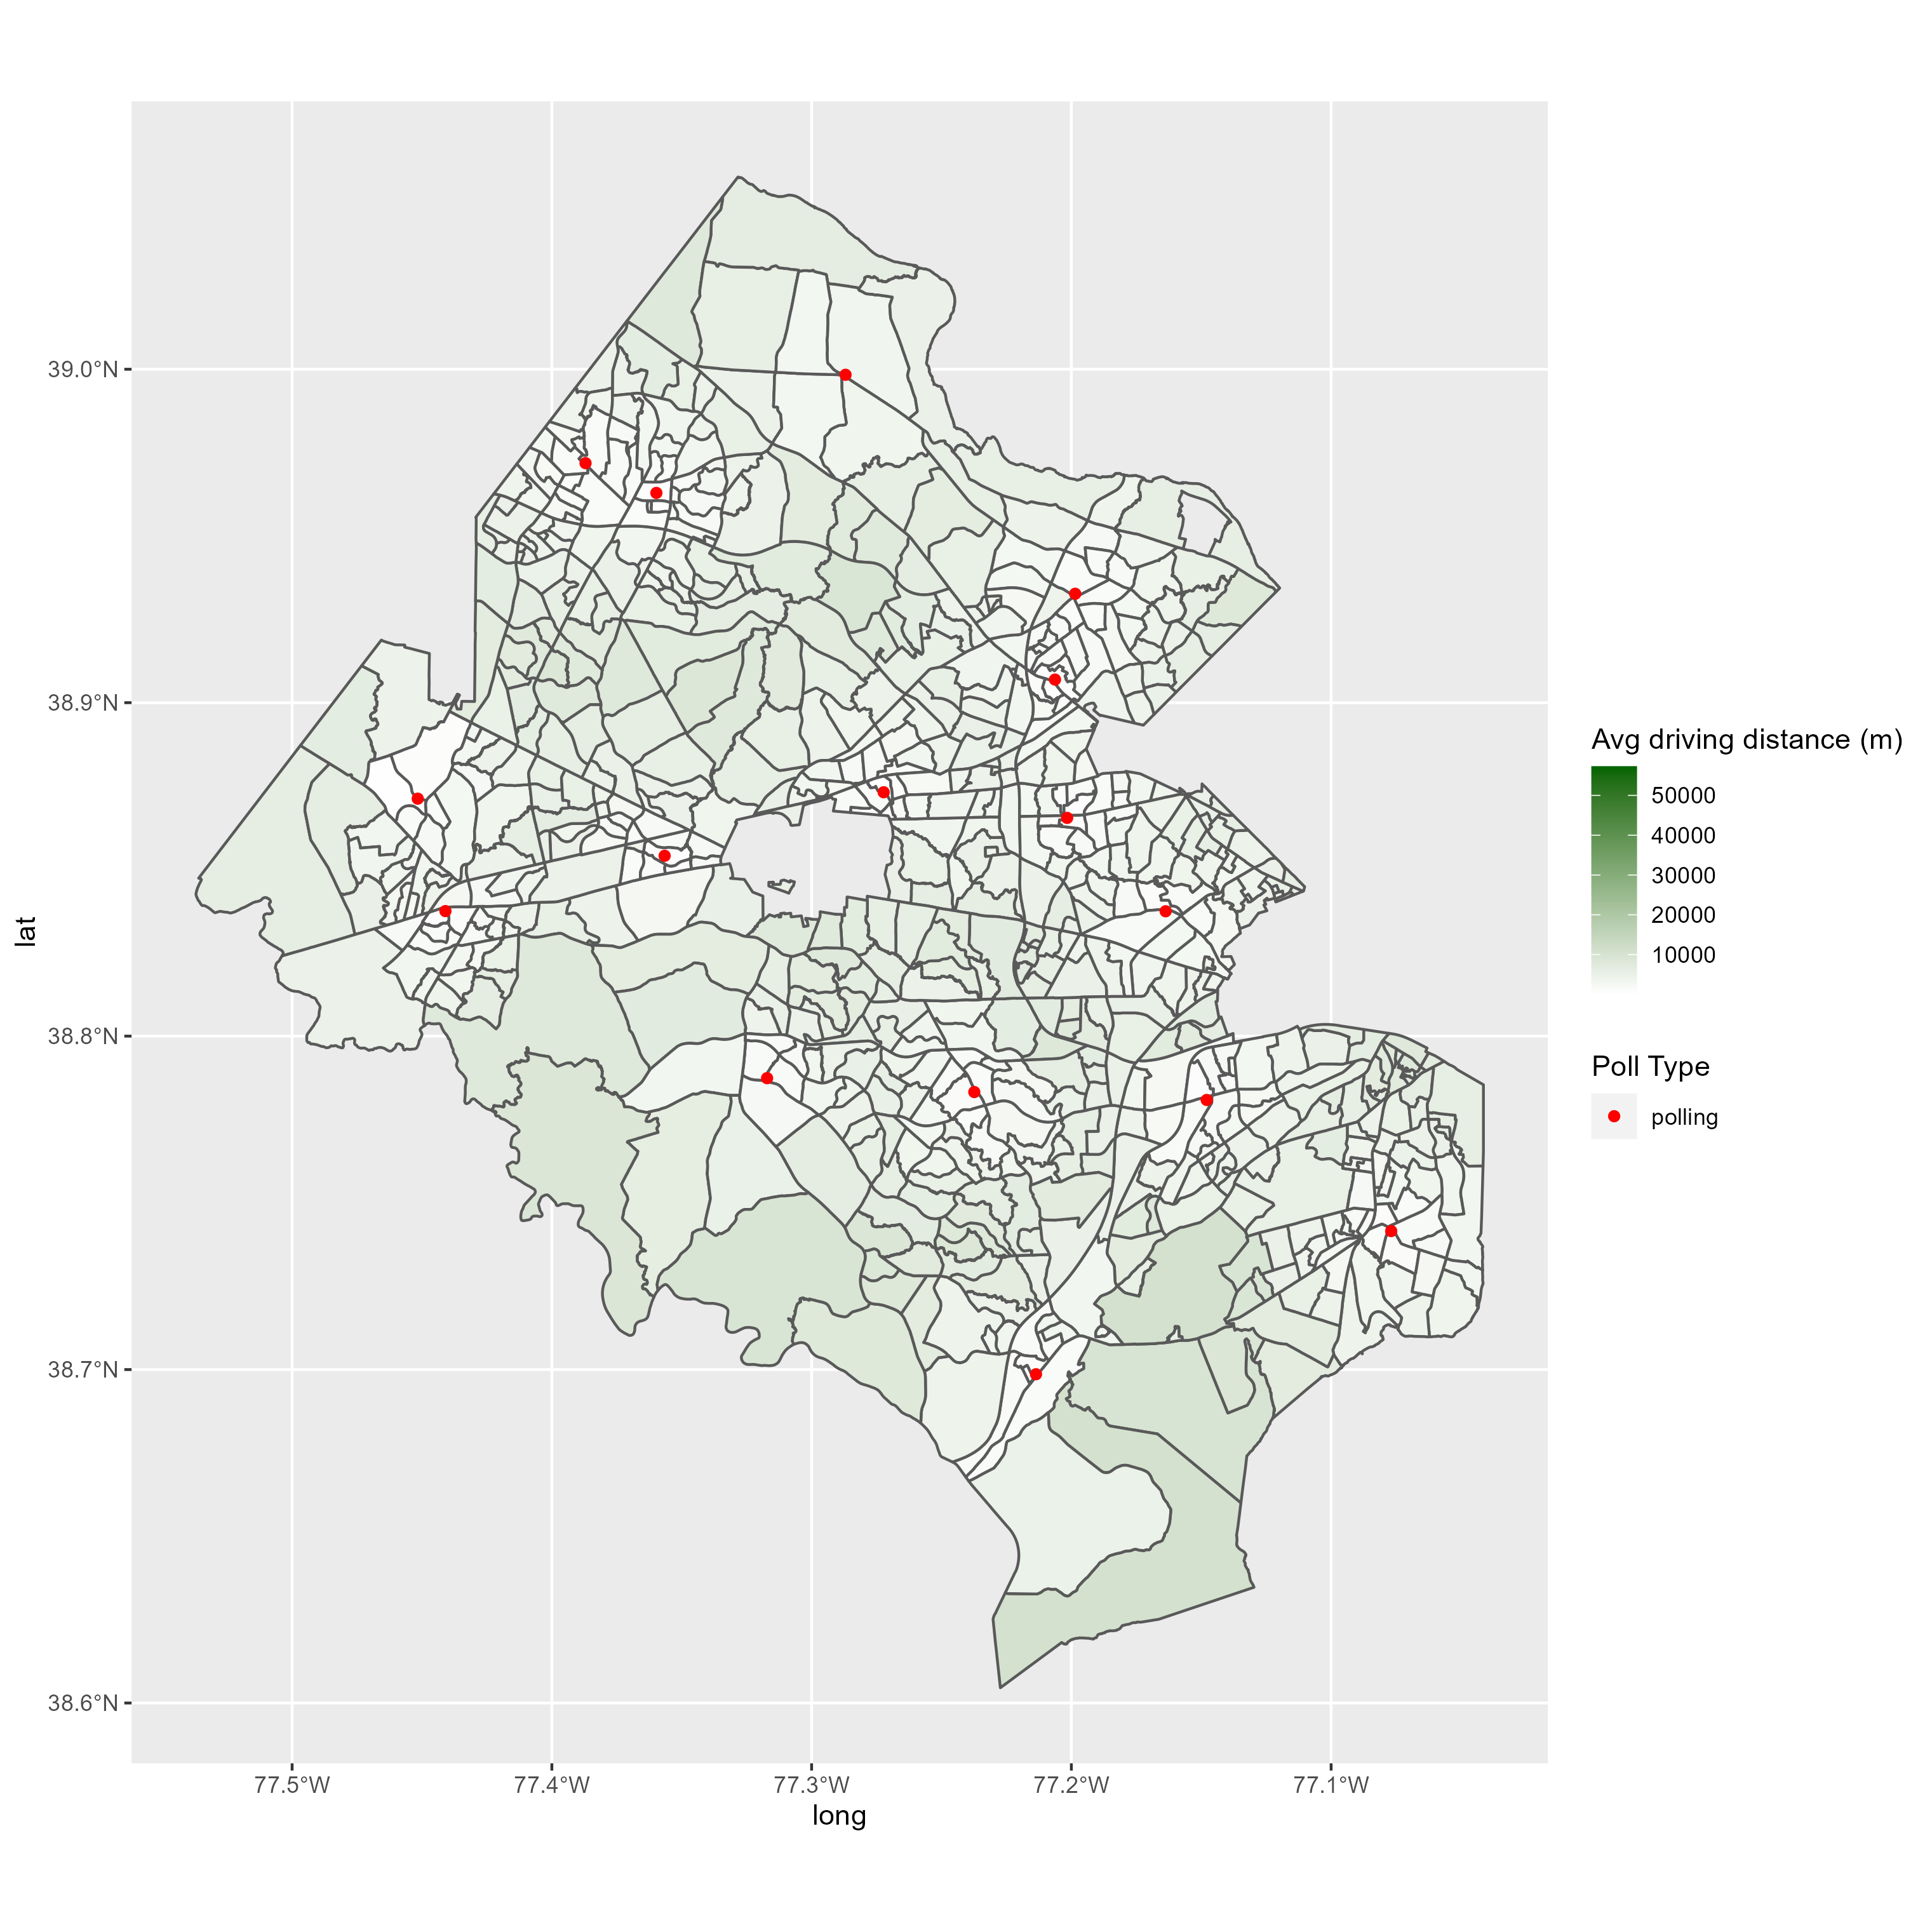 39.0°N
38.9°N
38.8°N
38.7°N
38.6°N
lat
77.5°W
77.4°W
77.3°W
77.2°W
77.1°W
long
Avg driving distance (m)
50000
40000
30000
20000
10000
Poll Type
polling